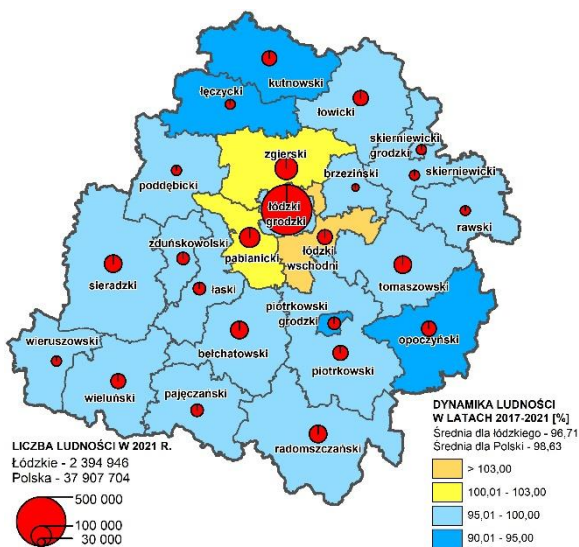 kutnowski
łęczycki
łowicki
skierniewicki
grodzki
zgierski
poddębicki
brzeziński
skierniewicki
łódzki
grodzki
rawski
zduńskowolski
pabianicki
łódzki
wschodni
sieradzki
łaski
tomaszowski
piotrkowski
grodzki
wieruszowski
bełchatowski
opoczyński
piotrkowski
wieluński
pajęczański
radomszczański
LICZBA LUDNOŚCI W 2021 R.
Łódzkie - 2 394 946
Polska - 37 907 704
500 000
100 000
30 000
DYNAMIKA LUDNOŚCI
W LATACH 2017-2021 [%]
Średnia dla łódzkiego - 96,71
Średnia dla Polski - 98,63
> 103,00
100,01 - 103,00
95,01 - 100,00
90,01 - 95,00